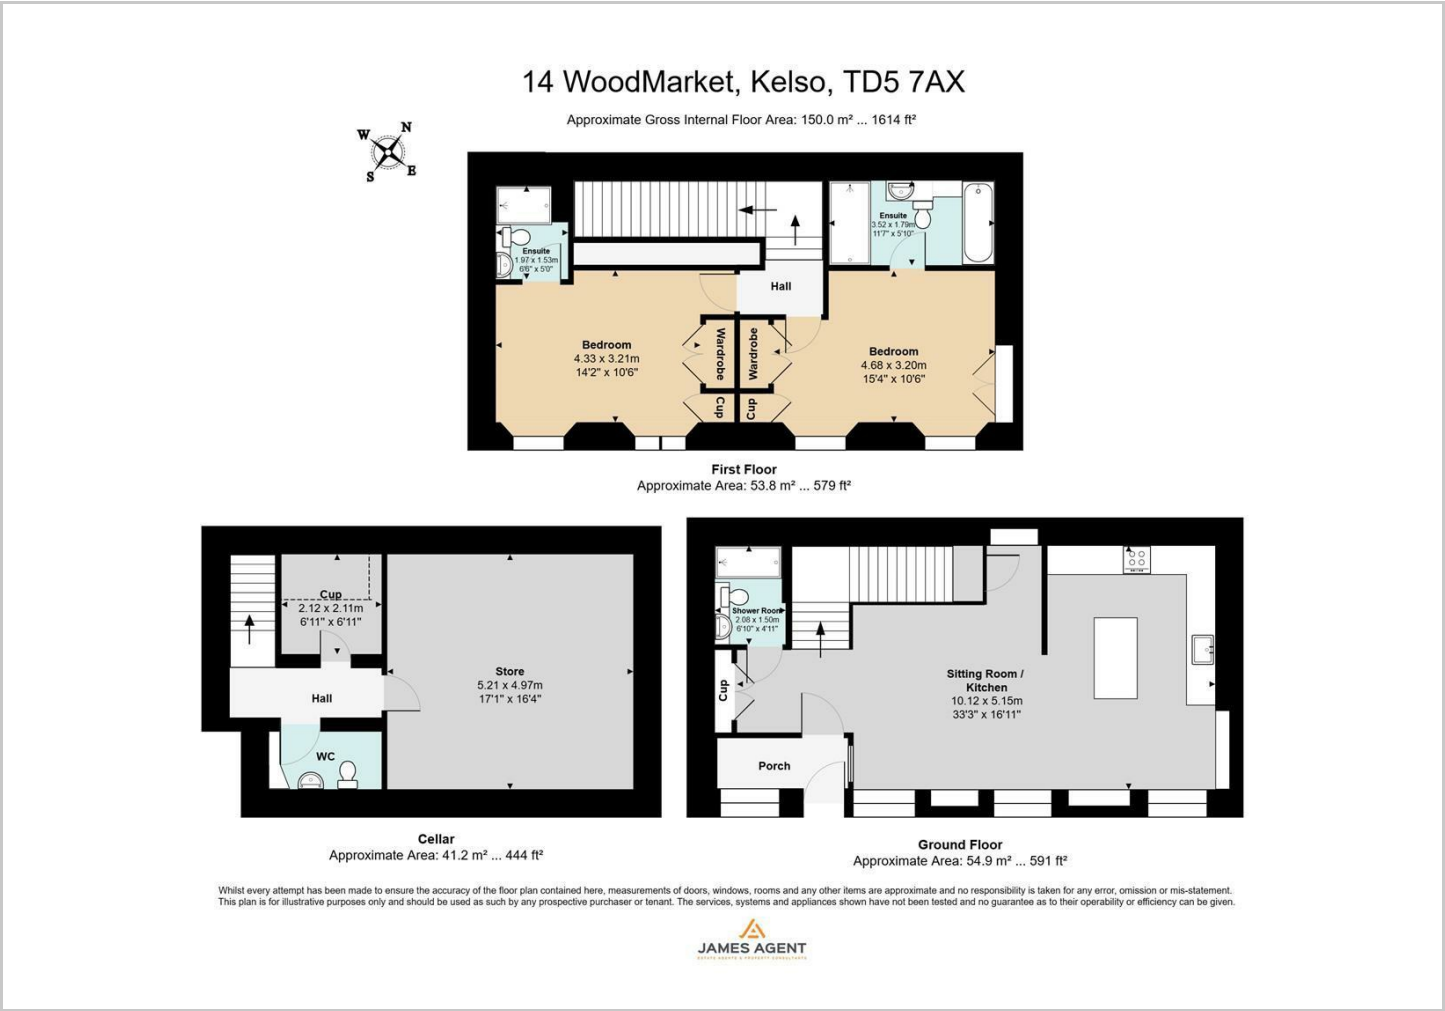 14 WoodMarket, Kelso, TD5 7AX
Approximate Gross Internal Floor Area: 150.0 m² ... 1614 ft²
W
N
S
E
Ensuite
1.97 x 1.53m
6'6" x 5'0"
Ensuite
3.52 x 1.79m
11'7" x 5'10"
Hall
Bedroom
4.33 x 3.21m
14'2" x 10'6"
Wardrobe
Wardrobe
Bedroom
4.68 x 3.20m
15'4" x 10'6"
Cup
Cup
First Floor
Approximate Area: 53.8 m² ... 579 ft²
Cup
2.12 x 2.11m
6'11" x 6'11"
Store
5.21 x 4.97m
17'1" x 16'4"
Hall
WC
Cellar
Approximate Area: 41.2 m² ... 444 ft²
Shower Room
2.08 x 1.50m
6'10" x 4'11"
Cup
Sitting Room /
Kitchen
10.12 x 5.15m
33'3" x 16'11"
Porch
Ground Floor
Approximate Area: 54.9 m² ... 591 ft²
Whilst every attempt has been made to ensure the accuracy of the floor plan contained here, measurements of doors, windows, rooms and any other items are approximate and no responsibility is taken for any error, omission or mis-statement.
This plan is for illustrative purposes only and should be used as such by any prospective purchaser or tenant. The services, systems and appliances shown have not been tested and no guarantee as to their operability or efficiency can be given.
JAMES AGENT
ESTATE AGENTS & PROPERTY CONSULTANTS